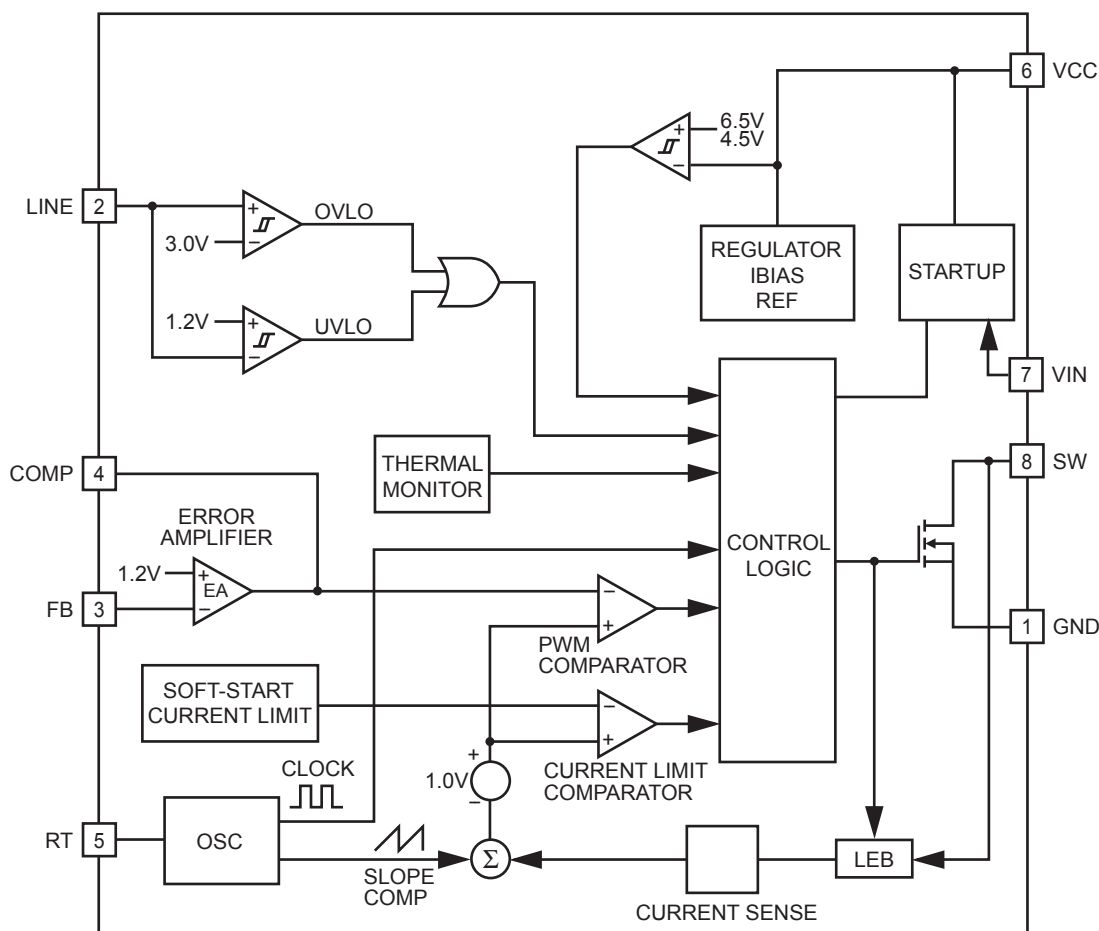 6
VCC
+
6.5V
4.5V
−
LINE
2
+
OVLO
3.0V
−
REGULATOR
IBIAS
REF
STARTUP
1.2V
+
UVLO
−
7
VIN
COMP
4
THERMAL
MONITOR
8
SW
ERROR
AMPLIFIER
CONTROL
LOGIC
1.2V
+
EA
−
FB
3
−
+
PWM
COMPARATOR
1
GND
SOFT-START
CURRENT LIMIT
−
+
+
1.0V
−
CURRENT LIMIT
COMPARATOR
CLOCK
RT
5
OSC
SLOPE
COMP
Σ
LEB
CURRENT SENSE